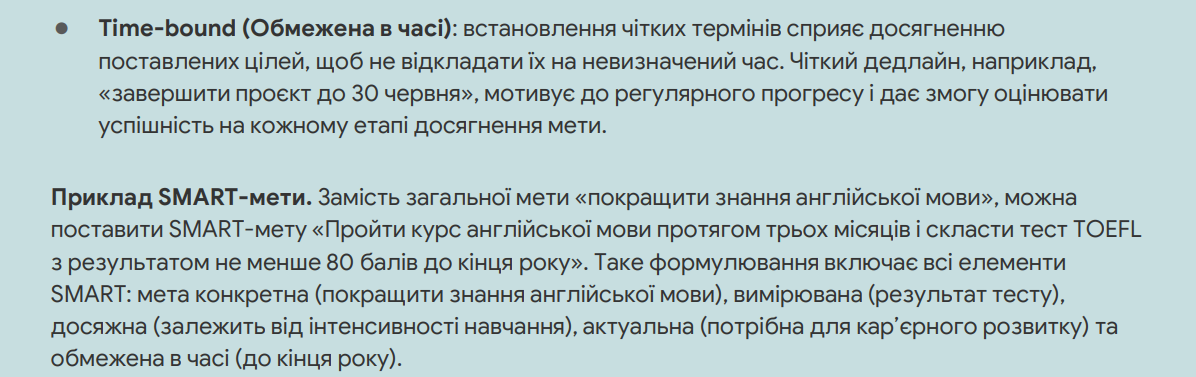 ● Time-bound (Обмежена в часі): встановлення чітких термінів сприяє досягненню
поставлених цілей, щоб не відкладати їх на невизначений час. Чіткий дедлайн, наприклад,
«завершити проєкт до 30 червня», мотивує до регулярного прогресу і дає змогу оцінювати
успішність на кожному етапі досягнення мети.
Приклад SMART-мети. Замість загальної мети «покращити знання англійської мови», можна
поставити SMART-мету «Пройти курс англійської мови протягом трьох місяців і скласти тест TOEFL
з результатом не менше 80 балів до кінця року». Таке формулювання включає всі елементи
SMART: мета конкретна (покращити знання англійської мови), вимірювана (результат тесту),
досяжна (залежить від інтенсивності навчання), актуальна (потрібна для кар’єрного розвитку) та
обмежена в часі (до кінця року).